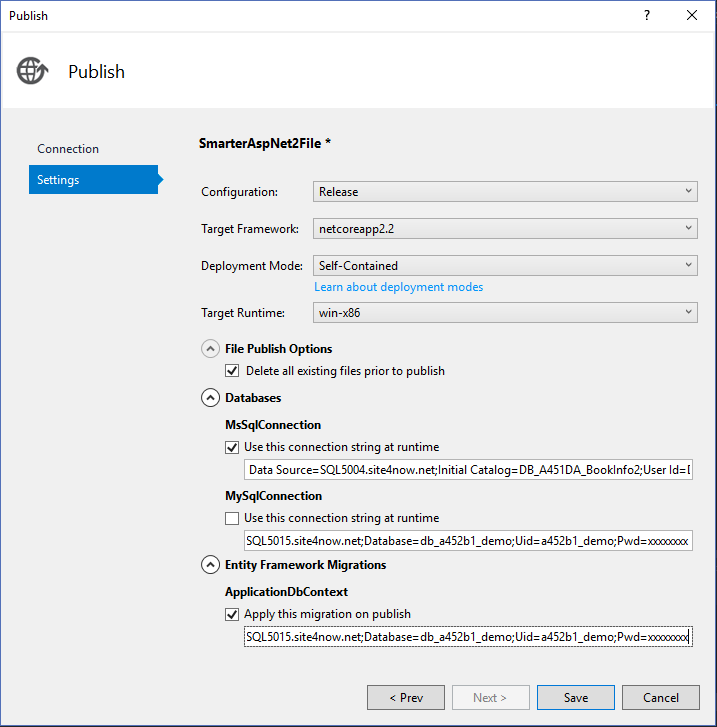 Publish
?
Publish
Connection
Settings
SmarterAspNet2File *
Configuration: Release
Target Framework: netcoreapp2.2
Deployment Mode: Self-Contained
Learn about deployment modes
Target Runtime: win-x86
File Publish Options
Delete all existing files prior to publish
Databases
MsSqlConnection
Use this connection string at runtime
Data Source=SQL5004.site4now.net;Initial Catalog=DB_A451DA_BookInfo2;User Id=
MySqlConnection
Use this connection string at runtime
SQL5015.site4now.net;Database=db_a452b1_demo;Uid=a452b1_demo;Pwd=xxxxxxxx
Entity Framework Migrations
ApplicationDbContext
Apply this migration on publish
SQL5015.site4now.net;Database=db_a452b1_demo;Uid=a452b1_demo;Pwd=xxxxxxxx
< Prev Next > Save Cancel